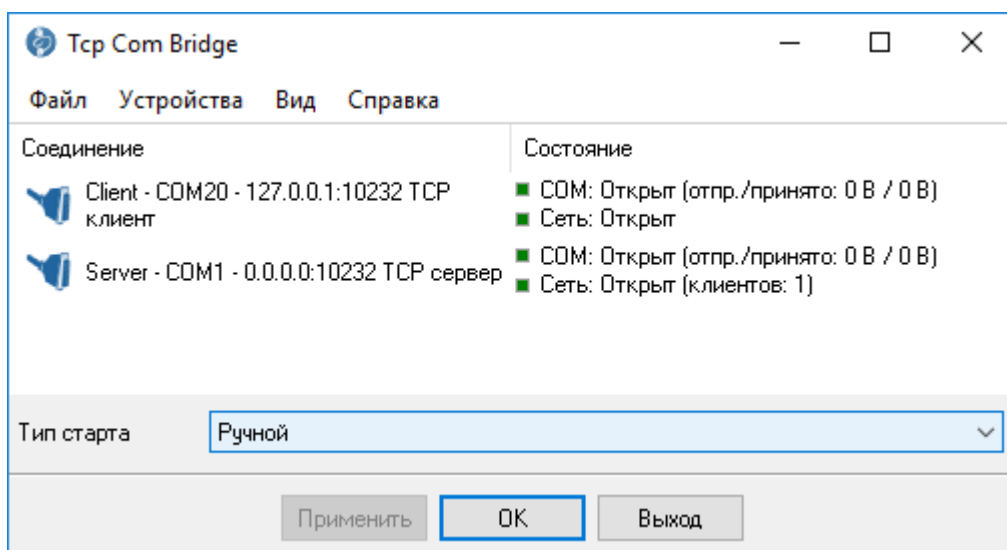 Tcp Com Bridge
Файл Устройства Вид Справка
Соединение Состояние
Client - COM20 - 127.0.0.1:10232 TCP
клиент
COM: Открыт (отпр./принято: 0 B / 0 B)
Сеть: Открыт
Server - COM1 - 0.0.0.0:10232 TCP сервер
COM: Открыт (отпр./принято: 0 B / 0 B)
Сеть: Открыт (клиентов: 1)
Тип старта Ручной
Применить OK Выход